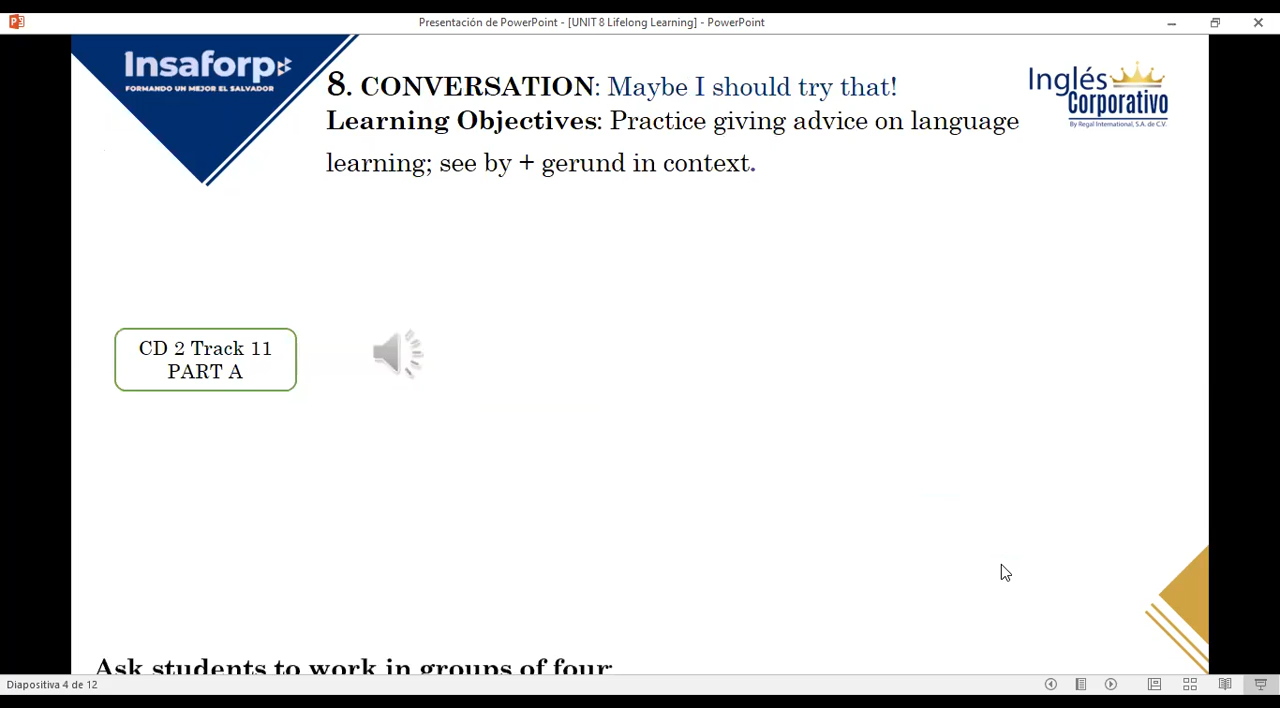 Presentación de PowerPoint - [UNIT 8 Lifelong Learning] - PowerPoint
Insaforp
FORMANDO UN MEJOR EL SALVADOR
8. CONVERSATION: Maybe I should try that!
Learning Objectives: Practice giving advice on language
learning; see by + gerund in context.
Inglés
Corporativo
By Regal International, S.A. de C.V.
CD 2 Track 11
PART A
Ask students to work in groups of four
Diapositiva 4 de 12